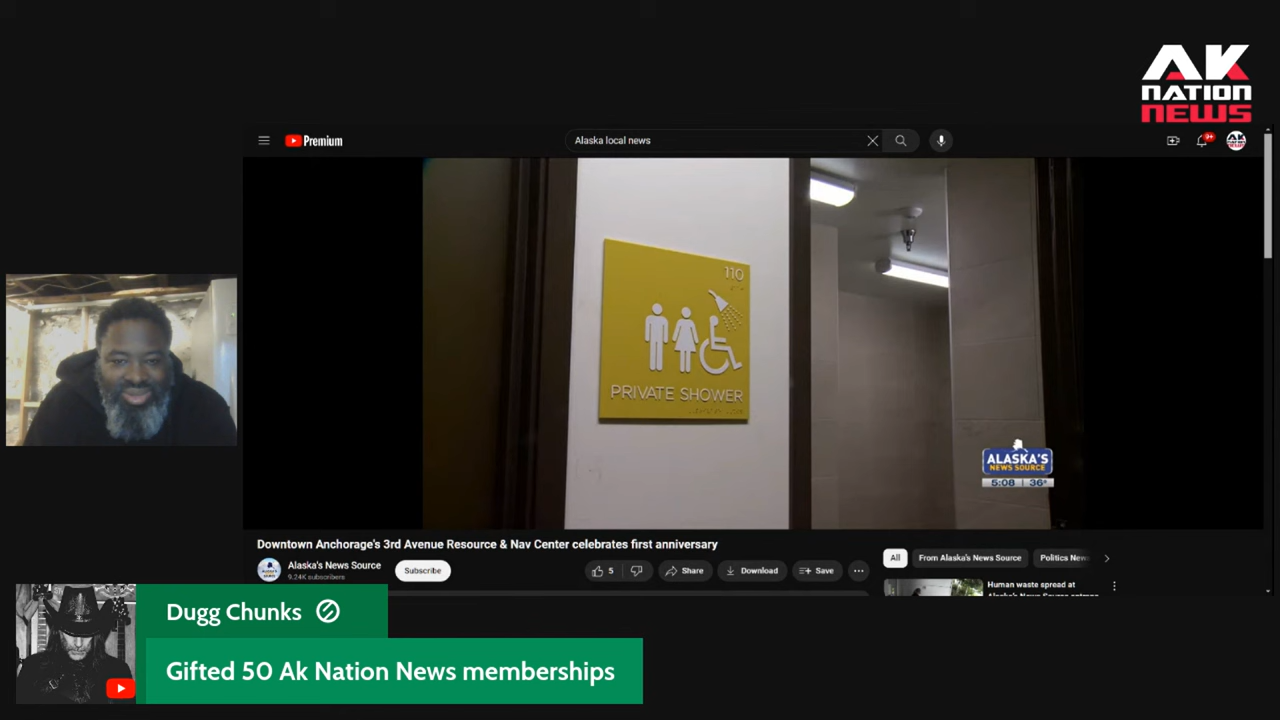 AK
NATION
NEWS
Premium
Alaska local news
9+
110
PRIVATE SHOWER
ALASKA'S
NEWS SOURCE
5:08 | 36°
Downtown Anchorage's 3rd Avenue Resource & Nav Center celebrates first anniversary
Alaska's News Source
9.24K subscribers
Subscribe
5
Share
Download
Save
All
From Alaska's News Source
Politics News
Human waste spread at
Dugg Chunks
Gifted 50 Ak Nation News memberships